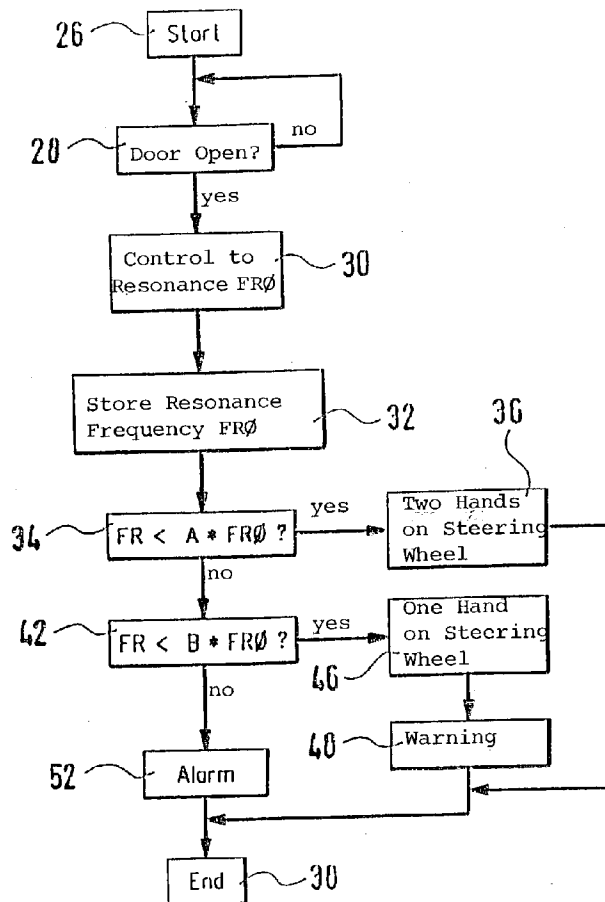 26
Start
28
Door Open?
no
yes
Control to
Resonance FRØ
30
Store Resonance
Frequency FRØ
32
34
FR < A * FRØ ?
yes
36
Two Hands
on Steering
Wheel
no
42
FR < B * FRØ ?
yes
One Hand
on Steering
Wheel
46
no
48
Warning
52
Alarm
End
38